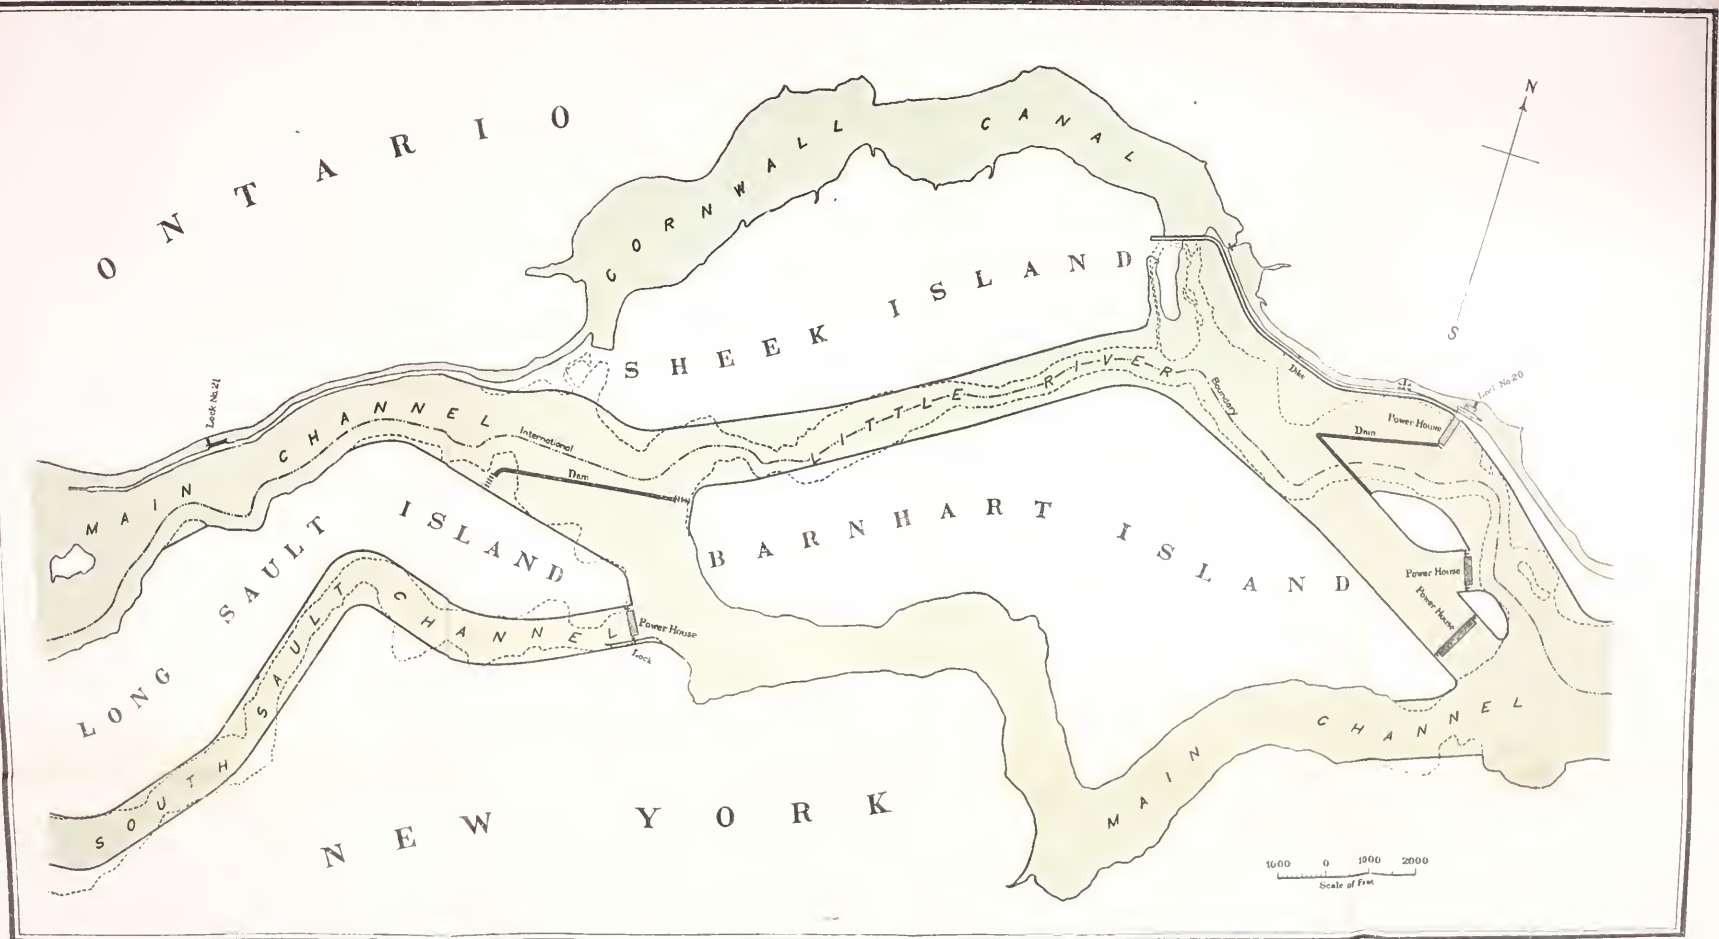 ONTARIO
CORNWALL CANAL
N
S
SHEEK ISLAND
Lock No.21
MAIN CHANNEL
International
Boundary
LITTLE RIVER
Dike
Lock No 20
Power House
Dam
Dam
LONG SAULT ISLAND
BARNHART ISLAND
Power House
Power House
SOUTH SAULT CHANNEL
Power House
Lock
MAIN CHANNEL
NEW YORK
1000 0 1000 2000
Scale of Feet